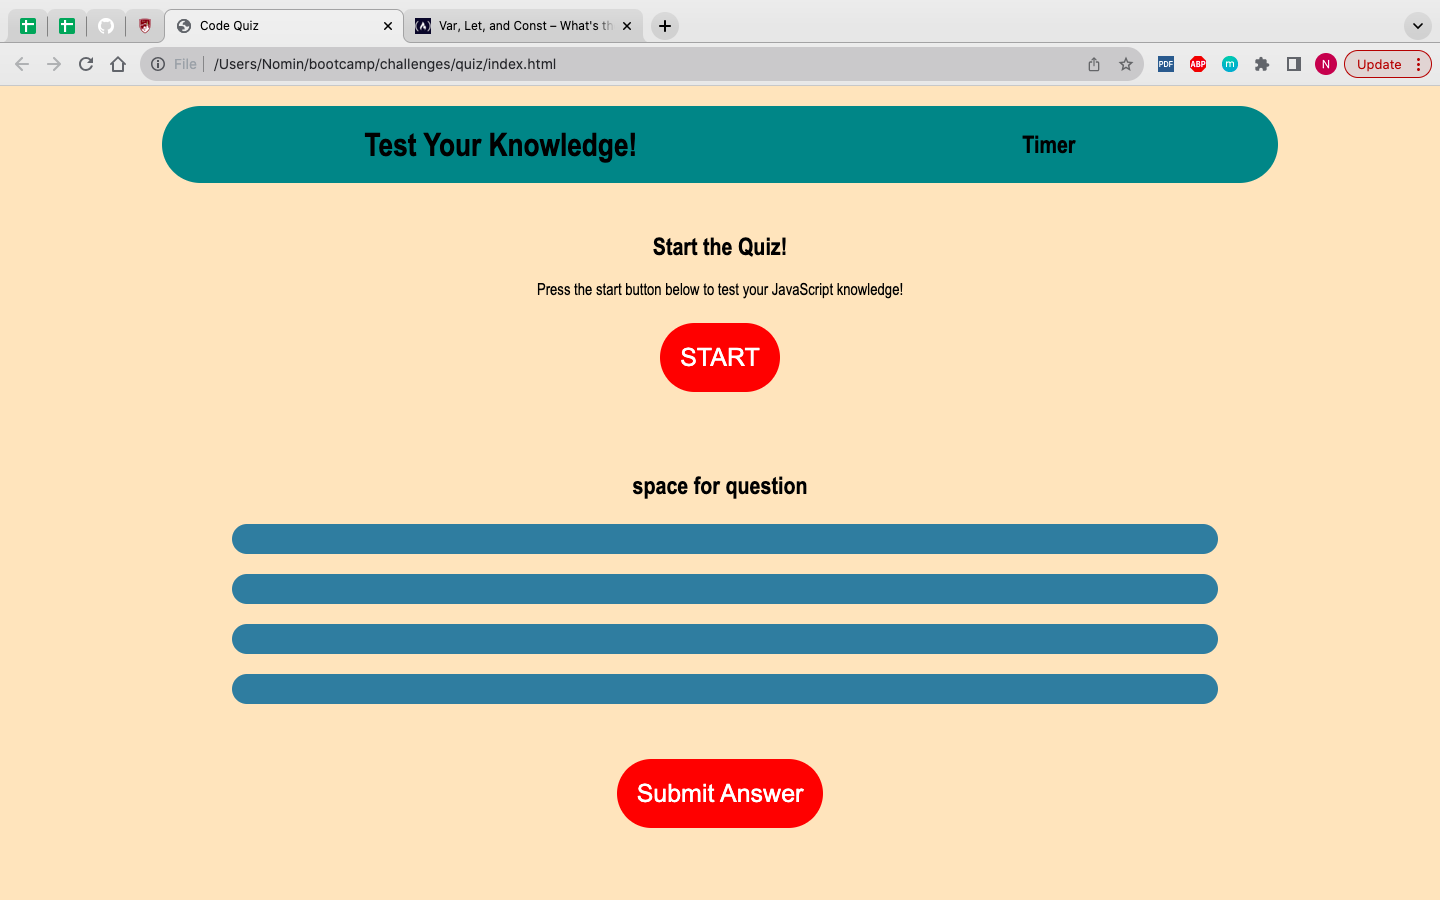 Code Quiz
Var, Let, and Const – What's th
File
/Users/Nomin/bootcamp/challenges/quiz/index.html
PDF
ABP
m
N
Update
Test Your Knowledge!
Timer
Start the Quiz!
Press the start button below to test your JavaScript knowledge!
START
space for question
Submit Answer